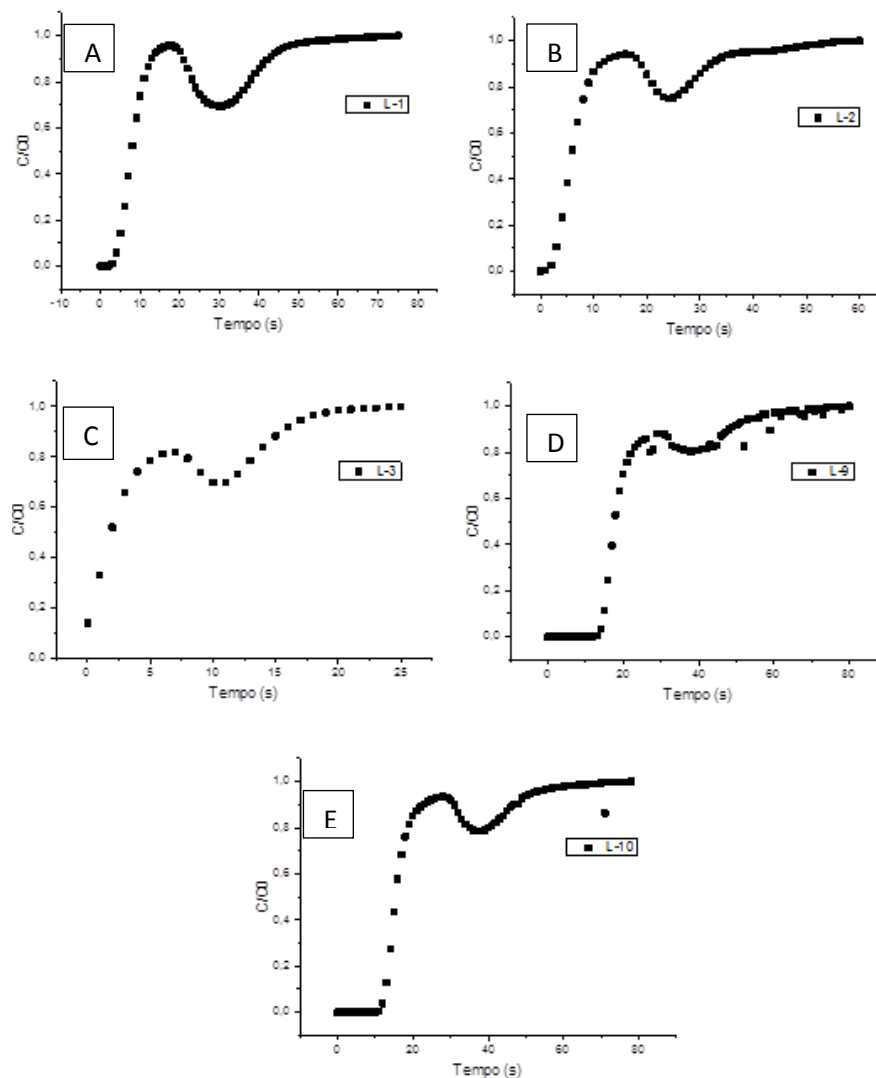 A
1,0
0,8
0,6
0,4
0,2
0,0
C/C0
L-1
-10 0 10 20 30 40 50 60 70 80
Tempo (s)
B
1,0
0,8
0,6
0,4
0,2
0,0
C/C0
L-2
0 10 20 30 40 50 60
Tempo (s)
C
1,0
0,8
0,6
0,4
0,2
0,0
C/C0
L-3
0 5 10 15 20 25
Tempo (s)
D
1,0
0,8
0,6
0,4
0,2
0,0
C/C0
L-9
0 20 40 60 80
Tempo (s)
E
1,0
0,8
0,6
0,4
0,2
0,0
C/C0
L-10
0 20 40 60 80
Tempo (s)